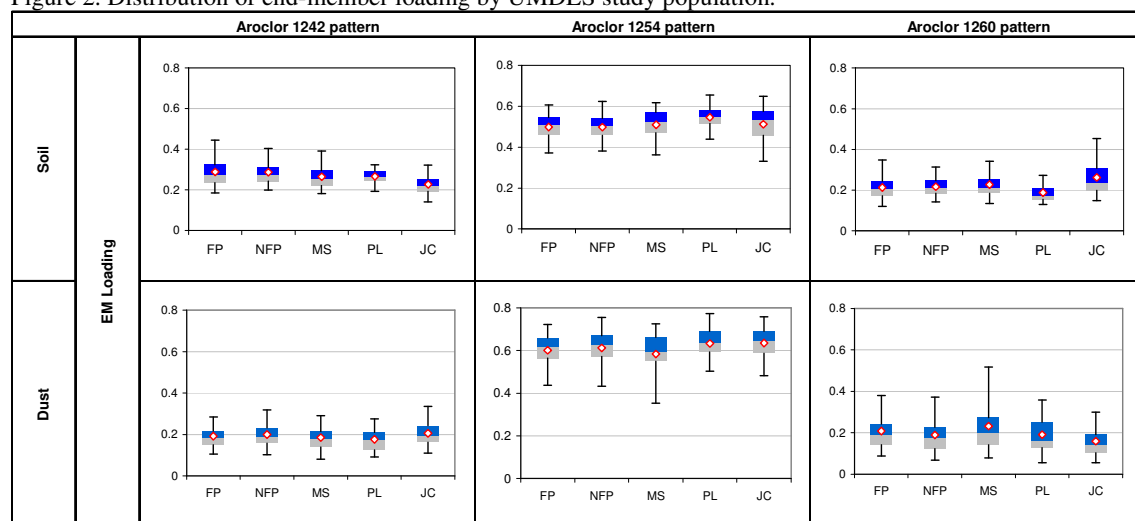 Figure 2. Distribution of end-member loading by UMDES study population.
Aroclor 1242 pattern Aroclor 1254 pattern Aroclor 1260 pattern
EM Loading
Soil
0.8
0.6
0.4
0.2
0
FP NFP MS PL JC
0.8
0.6
0.4
0.2
0
FP NFP MS PL JC
0.8
0.6
0.4
0.2
0
FP NFP MS PL JC
Dust
0.8
0.6
0.4
0.2
0
FP NFP MS PL JC
0.8
0.6
0.4
0.2
0
FP NFP MS PL JC
0.8
0.6
0.4
0.2
0
FP NFP MS PL JC